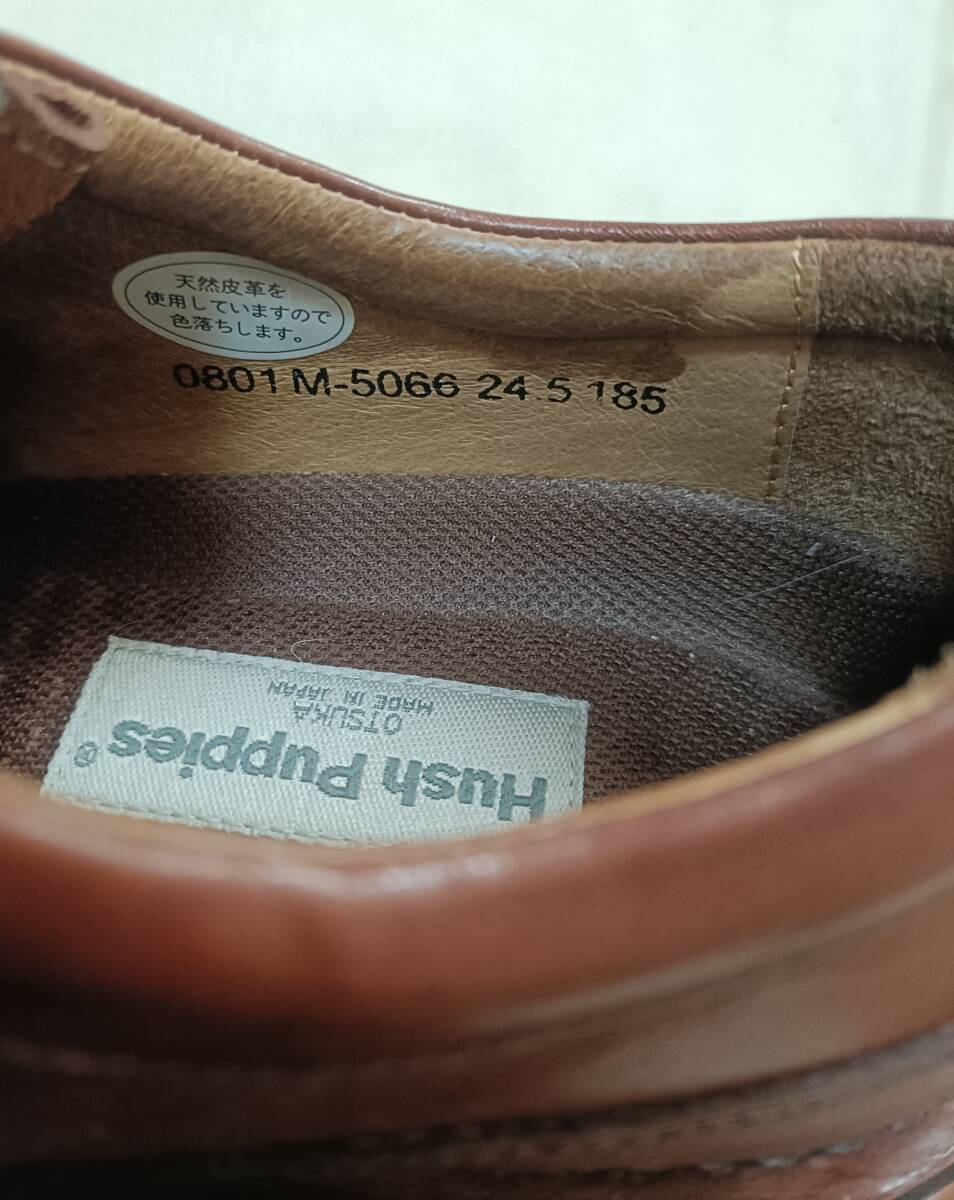 天然皮革を
使用していますので
色落ちします。
0801 M-5066 24.5 185
Hush Puppies®
OTSUKA
MADE IN JAPAN